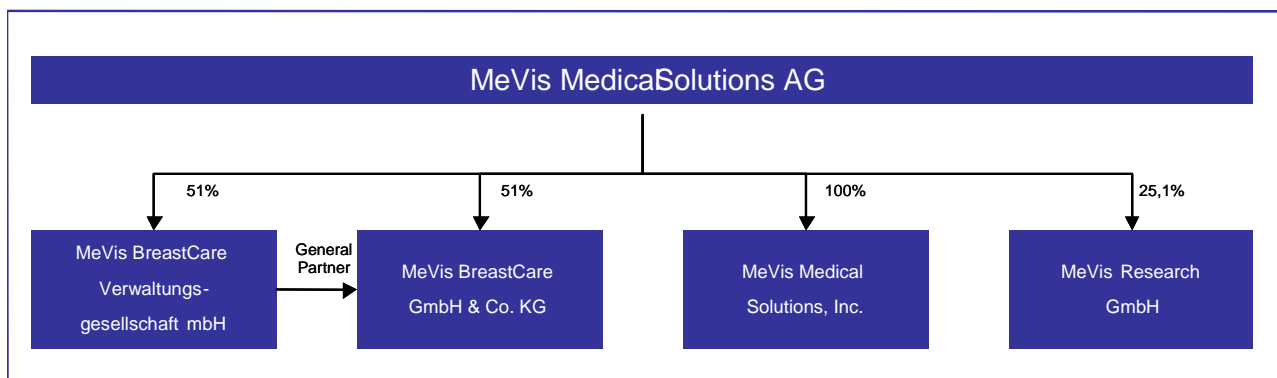 MeVis MedicalSolutions AG
51%
51%
100%
25,1%
MeVis BreastCare
Verwaltungs-
gesellschaft mbH
General
Partner
MeVis BreastCare
GmbH & Co. KG
MeVis Medical
Solutions, Inc.
MeVis Research
GmbH